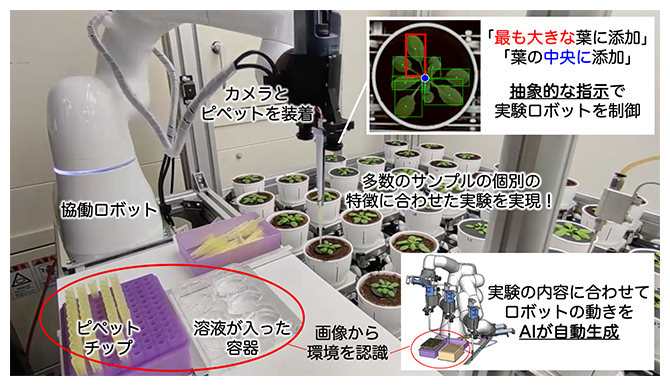 「最も大きな葉に添加」
「葉の中央に添加」
抽象的な指示で
実験ロボットを制御
カメラと
ピペットを装着
多数のサンプルの個別の
特徴に合わせた実験を実現！
協働ロボット
ピペット
チップ
溶液が入った
容器
画像から
環境を認識
実験の内容に合わせて
ロボットの動きを
AIが自動生成